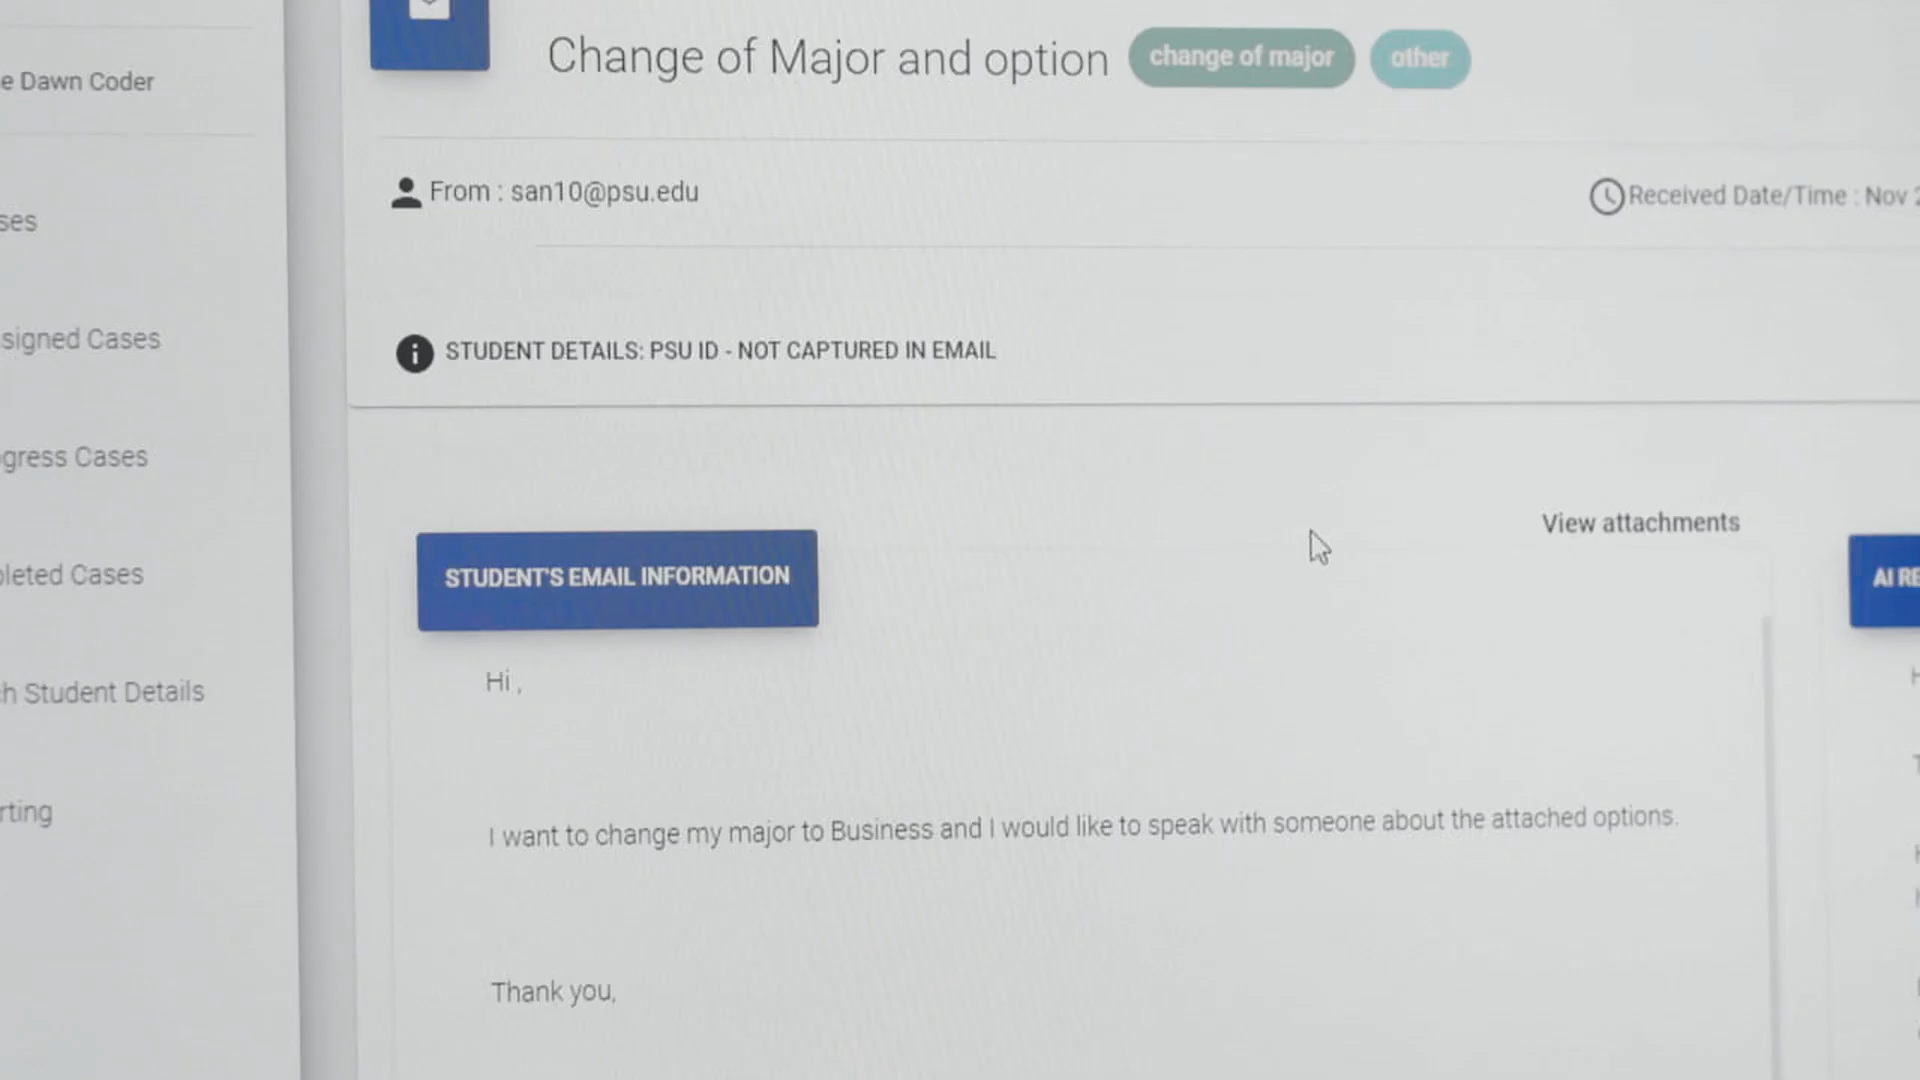 Change of Major and option change of major other
e Dawn Coder
From : san10@psu.edu
Received Date/Time : Nov
ses
signed Cases
STUDENT DETAILS: PSU ID - NOT CAPTURED IN EMAIL
gress Cases
View attachments
STUDENT'S EMAIL INFORMATION
AI RE
pleted Cases
Hi ,
h Student Details
rting
I want to change my major to Business and I would like to speak with someone about the attached options.
Thank you,